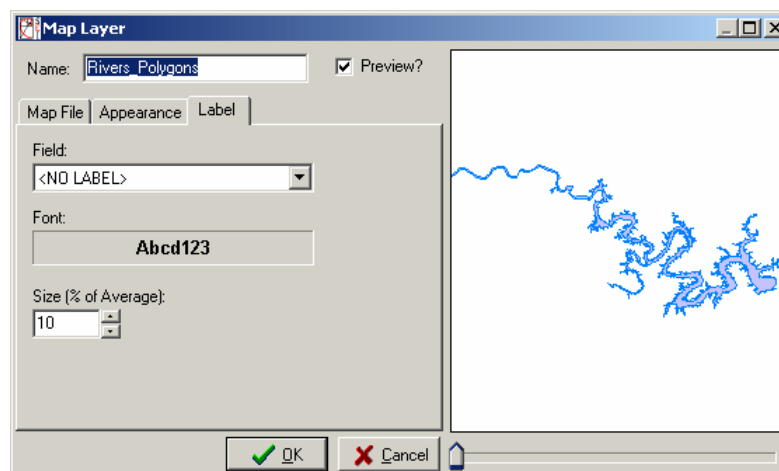 Map Layer
Name: Rivers_Polygons Preview?
Map File Appearance Label
Field:
<NO LABEL>
Font:
Abcd123
Size (% of Average):
10
OK Cancel